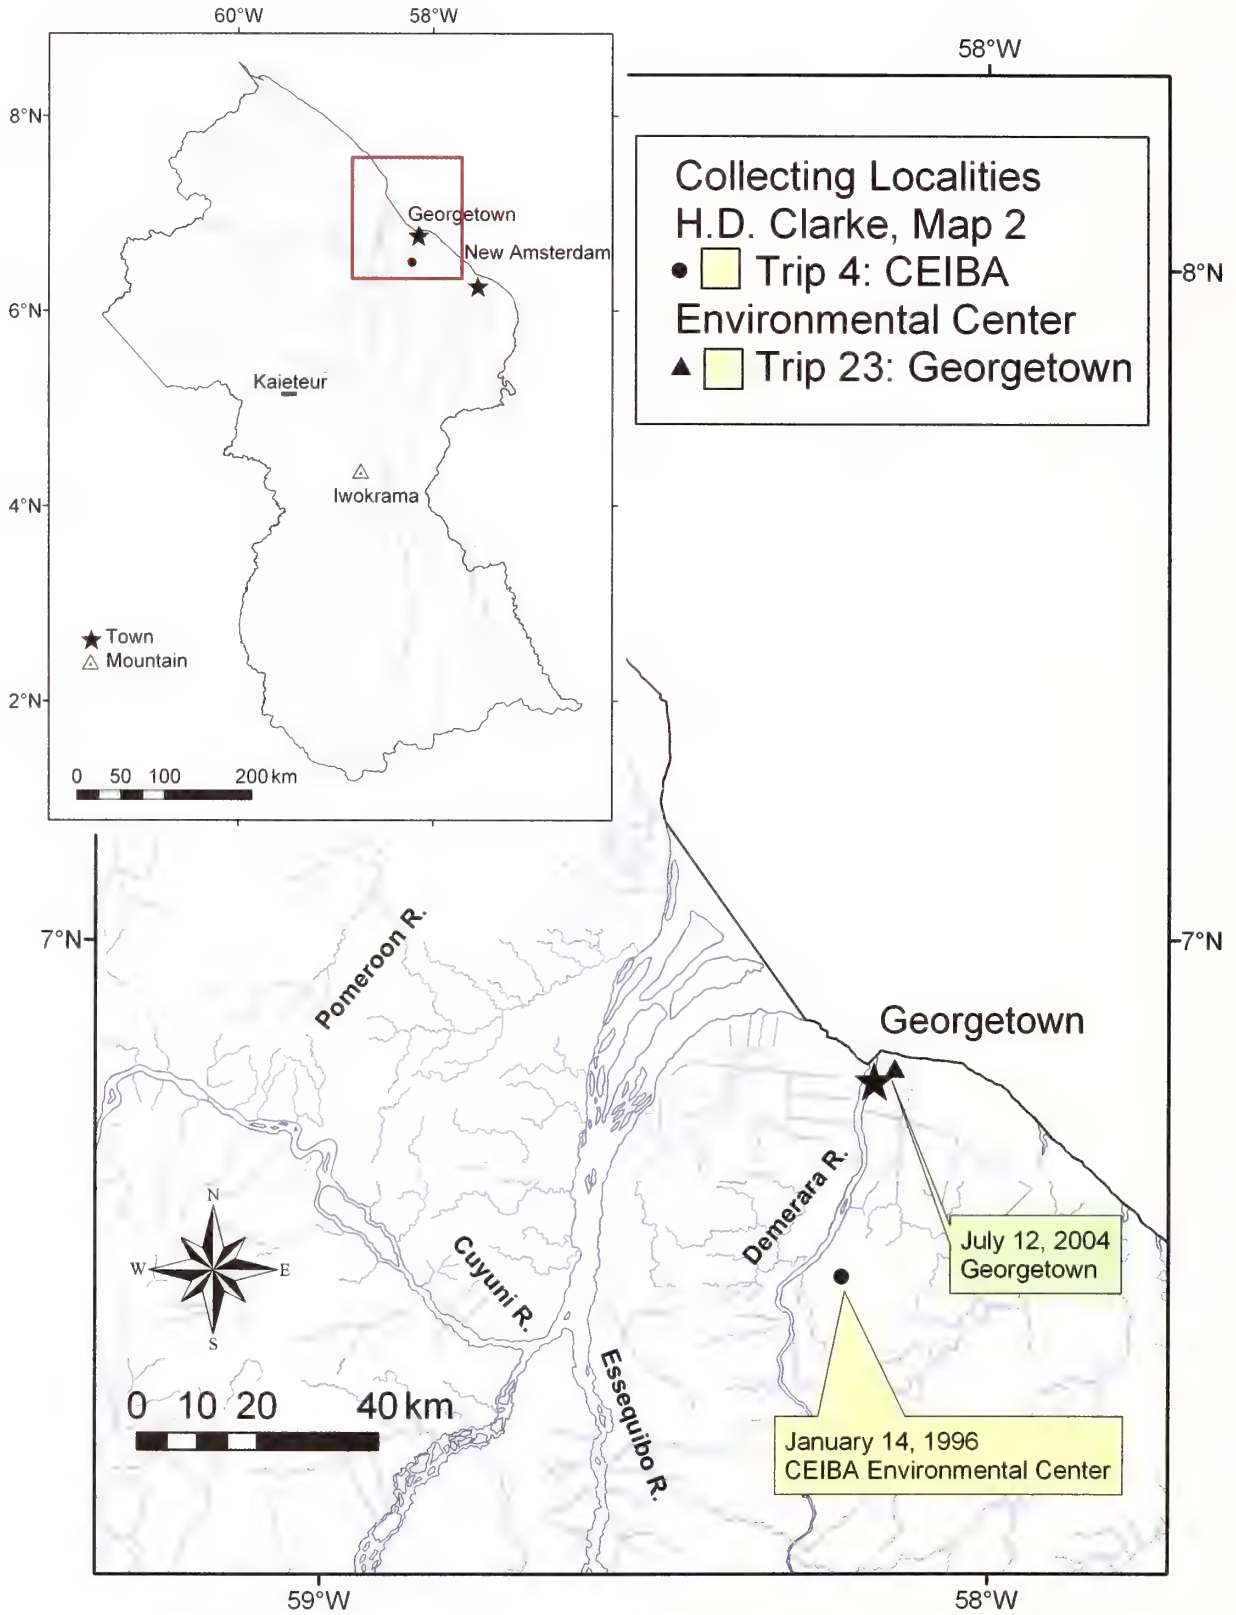 60°W
58°W
8°N
6°N
4°N
2°N
Georgetown
New Amsterdam
Kaieteur
Iwokrama
Town
Mountain
0 50 100 200 km
58°W
8°N
Collecting Localities
H.D. Clarke, Map 2
Trip 4: CEIBA
Environmental Center
Trip 23: Georgetown
7°N
7°N
Pomeroon R.
Georgetown
Demerara R.
Cuyuni R.
Essequibo R.
July 12, 2004
Georgetown
N
W
E
S
0 10 20 40 km
January 14, 1996
CEIBA Environmental Center
59°W
58°W